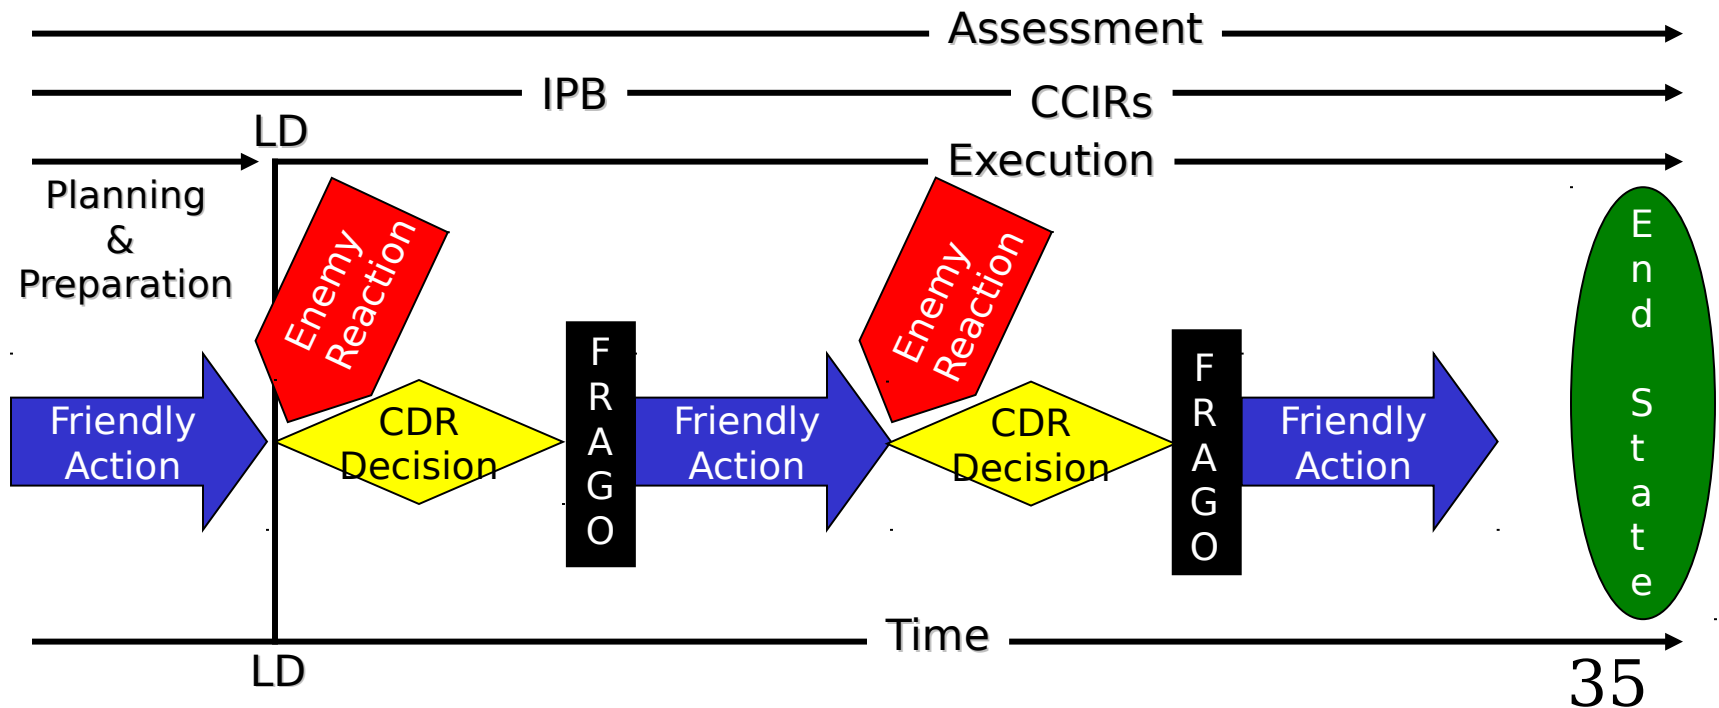 Assessment
IPB
CCIRs
LD
Execution
Planning
&
Preparation
Enemy
Reaction
Enemy
Reaction
Friendly
Action
CDR
Decision
F
R
A
G
O
Friendly
Action
CDR
Decision
F
R
A
G
O
Friendly
Action
E
n
d
S
t
a
t
e
Time
LD
35